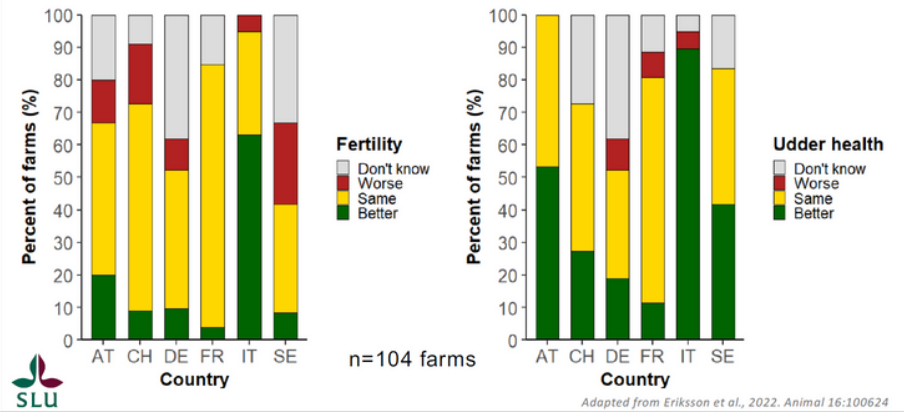 Percent of farms (%)
100
90
80
70
60
50
40
30
20
10
0
AT CH DE FR IT SE
Country
Fertility
Don't know
Worse
Same
Better
Percent of farms (%)
100
90
80
70
60
50
40
30
20
10
0
AT CH DE FR IT SE
Country
Udder health
Don't know
Worse
Same
Better
n=104 farms
SLU
Adapted from Eriksson et al., 2022. Animal 16:100624